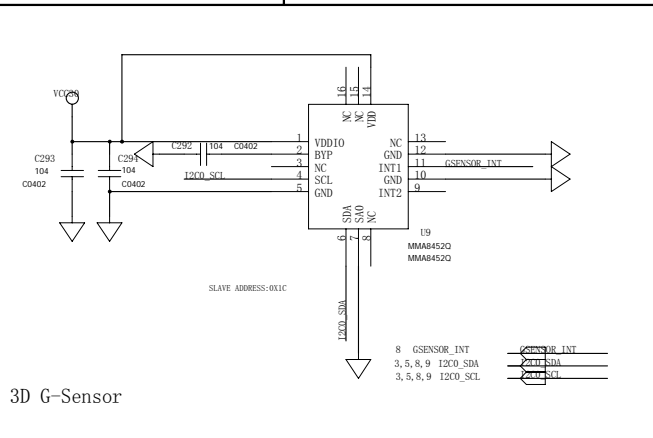 VCC30
16
15
14
NC
NC
VDD
1
VDDIO
NC
13
C292
104
C0402
2
BYP
GND
12
C293
104
C0402
C294
104
C0402
3
NC
INT1
11
GSENSOR_INT
I2C0_SCL
4
SCL
GND
10
5
GND
INT2
9
SDA
SAO
NC
6
7
8
U9
MMA8452Q
MMA8452Q
SLAVE ADDRESS:0X1C
I2C0_SDA
8 GSENSOR_INT GSENSOR_INT
3,5,8,9 I2C0_SDA I2C0_SDA
3,5,8,9 I2C0_SCL I2C0_SCL
3D G-Sensor